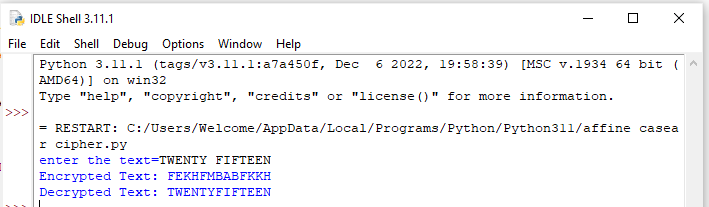 IDLE Shell 3.11.1
File Edit Shell Debug Options Window Help
Python 3.11.1 (tags/v3.11.1:a7a450f, Dec  6 2022, 19:58:39) [MSC v.1934 64 bit (
AMD64)] on win32
Type "help", "copyright", "credits" or "license()" for more information.
>>>
= RESTART: C:/Users/Welcome/AppData/Local/Programs/Python/Python311/affine casea
r cipher.py
enter the text=TWENTY FIFTEEN
Encrypted Text: FEKHFMBABFKKH
Decrypted Text: TWENTYFIFTEEN
>>>